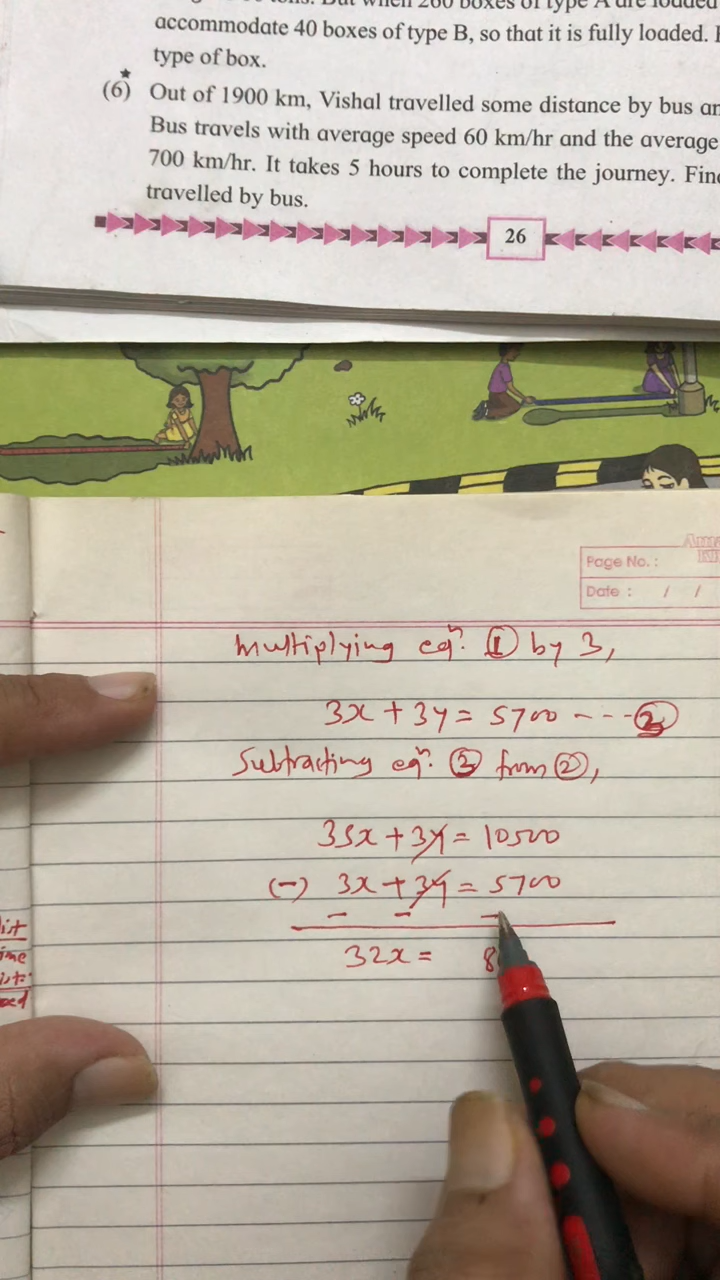 accommodate 40 boxes of type B, so that it is fully loaded.
type of box.
(6) Out of 1900 km, Vishal travelled some distance by bus
Bus travels with average speed 60 km/hr and the average
700 km/hr. It takes 5 hours to complete the journey.
travelled by bus.
26
Page No. :
Date : / /
Multiplying eqⁿ. ① by 3,
3x + 3y = 5700 --- ③
Subtracting eqⁿ. ③ from ②,
35x + 3y = 10500
(-) 3x + 3y = 5700
- - -
32x =